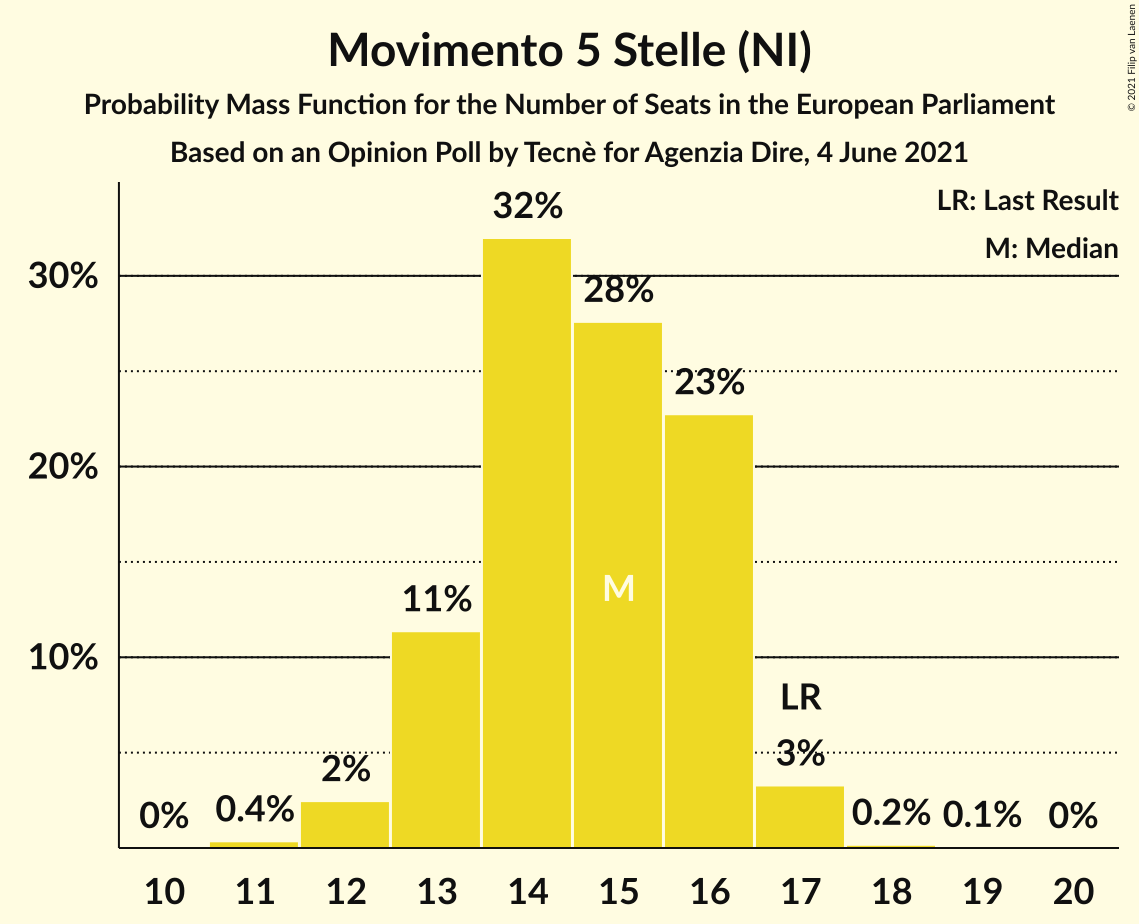 Movimento 5 Stelle (NI)
Probability Mass Function for the Number of Seats in the European Parliament
Based on an Opinion Poll by Tecnè for Agenzia Dire, 4 June 2021
© 2021 Filip van Laenen
LR: Last Result
M: Median
30%
20%
10%
0%
0.4%
2%
11%
32%
28%
M
23%
LR
3%
0.2%
0.1%
0%
10 11 12 13 14 15 16 17 18 19 20